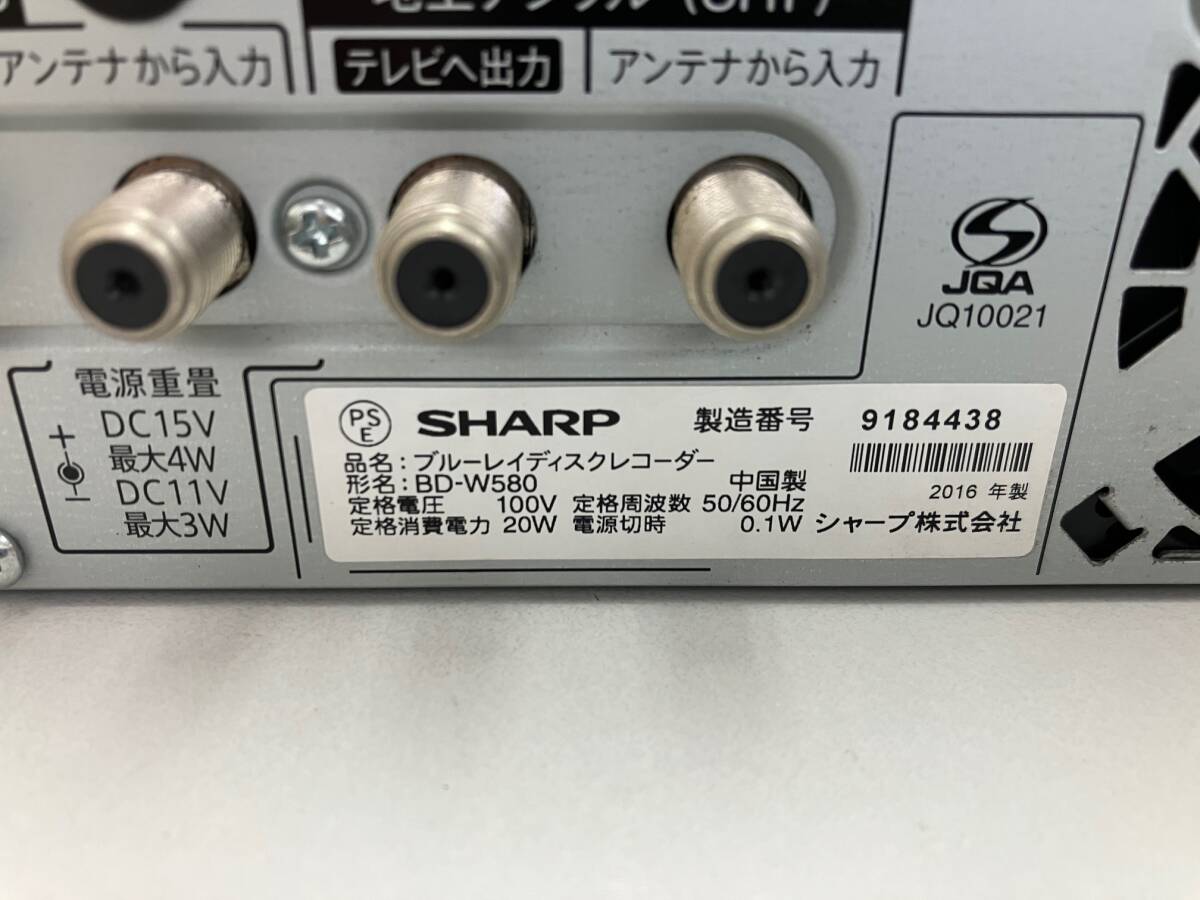 アンテナから入力
テレビへ出力
アンテナから入力
JQA
JQ10021
電源重畳
DC15V
最大4W
DC11V
最大3W
PSE SHARP 製造番号 9184438
品名：ブルーレイディスクレコーダー
形名：BD-W580 中国製
2016 年製
定格電圧 100V 定格周波数 50/60Hz
定格消費電力 20W 電源切時 0.1W シャープ株式会社